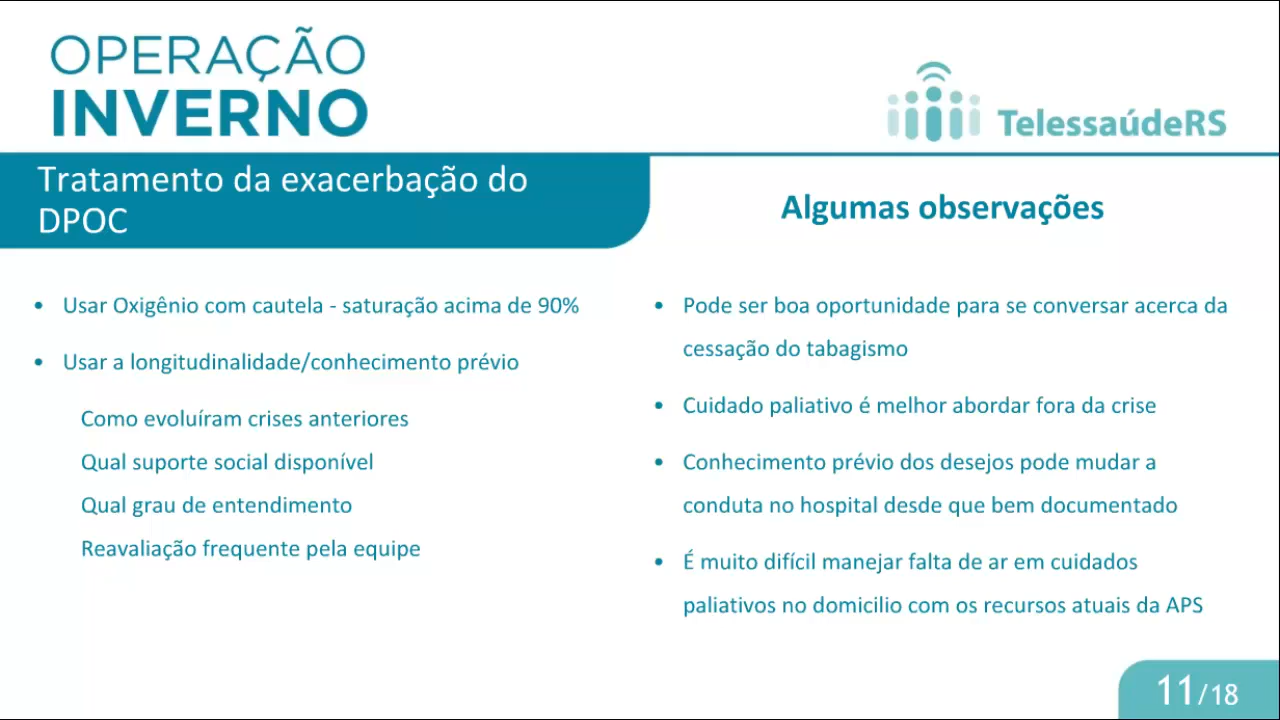 OPERAÇÃO
INVERNO
TelessaúdeRS
Tratamento da exacerbação do
DPOC
Algumas observações
• Usar Oxigênio com cautela - saturação acima de 90%
• Usar a longitudinalidade/conhecimento prévio
Como evoluíram crises anteriores
Qual suporte social disponível
Qual grau de entendimento
Reavaliação frequente pela equipe
• Pode ser boa oportunidade para se conversar acerca da
cessação do tabagismo
• Cuidado paliativo é melhor abordar fora da crise
• Conhecimento prévio dos desejos pode mudar a
conduta no hospital desde que bem documentado
• É muito difícil manejar falta de ar em cuidados
paliativos no domicilio com os recursos atuais da APS
11/18